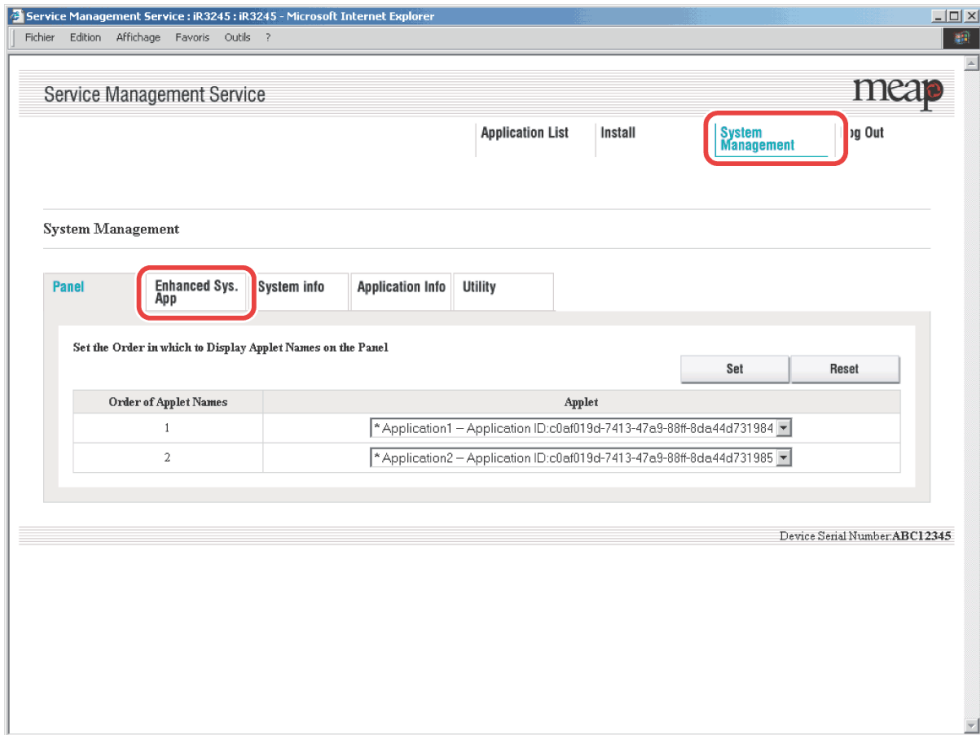 Service Management Service : iR3245 : iR3245 - Microsoft Internet Explorer
Fichier Edition Affichage Favoris Outils ?
Service Management Service
meap
Application List Install System Management og Out
System Management
Panel Enhanced Sys. App System info Application Info Utility
Set the Order in which to Display Applet Names on the Panel
Set Reset
Order of Applet Names Applet
1 * Application1 – Application ID:c0af019d-7413-47a9-88ff-8da44d731984
2 * Application2 – Application ID:c0af019d-7413-47a9-88ff-8da44d731985
Device Serial Number:ABC12345